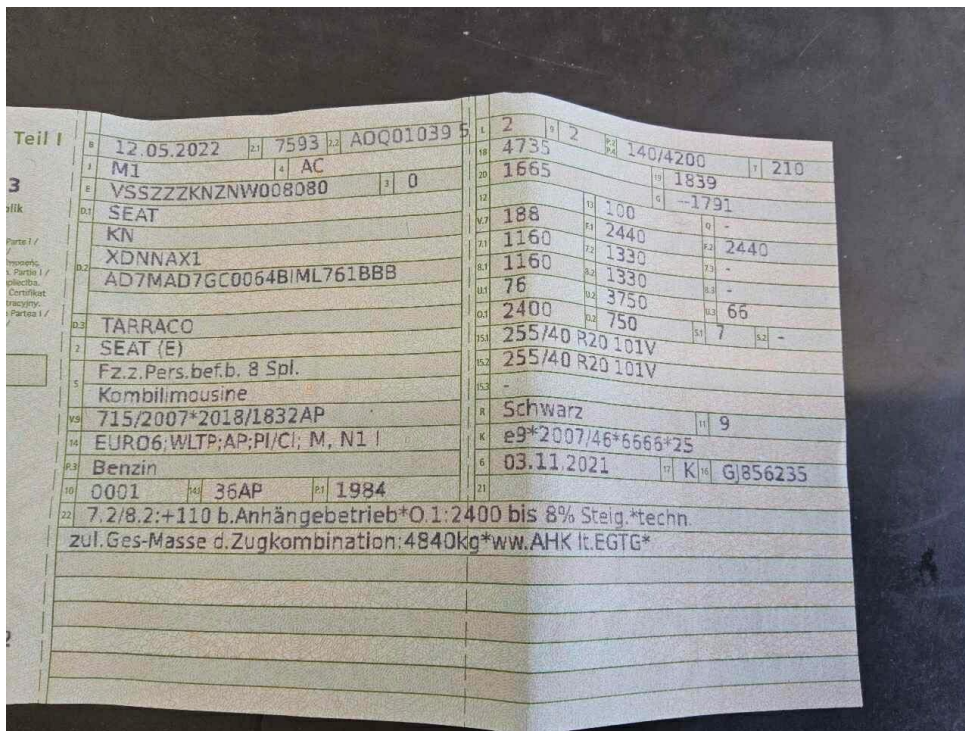 Teil I
B 12.05.2022 2.1 7593 2.2 ADQ01039 5
J M1 4 AC
E VSSZZZKNZNW008080 3 0
D.1 SEAT
D.2 KN
XDNNAX1
AD7MAD7GC0064BIML761BBB
D.3 TARRACO
2 SEAT (E)
5 Fz.z.Pers.bef.b. 8 Spl.
Kombilimousine
V.9 715/2007*2018/1832AP
14 EURO6;WLTP;AP;PI/CI; M, N1 I
P.3 Benzin
10 0001 14.1 36AP P.1 1984
L 2 9 2 P.2 P.4 140/4200 T 210
18 4735 19 1839
20 1665 G --1791
12 13 100 Q -
V.7 188 F.1 2440 F.2 2440
7.1 1160 7.2 1330 7.3 -
8.1 1160 8.2 1330 8.3 -
U.1 76 U.2 3750 U.3 66
O.1 2400 O.2 750 S.1 7 S.2 -
15.1 255/40 R20 101V
15.2 255/40 R20 101V
15.3 -
R Schwarz 11 9
K e9*2007/46*6666*25
6 03.11.2021 17 K 16 GJ856235
21
22 7.2/8.2:+110 b.Anhängebetrieb*O.1:2400 bis 8% Steig.*techn.
zul.Ges-Masse d.Zugkombination:4840kg*ww.AHK lt.EGTG*
3
Parte I /
Partie I /
Certifikat
Partea I /